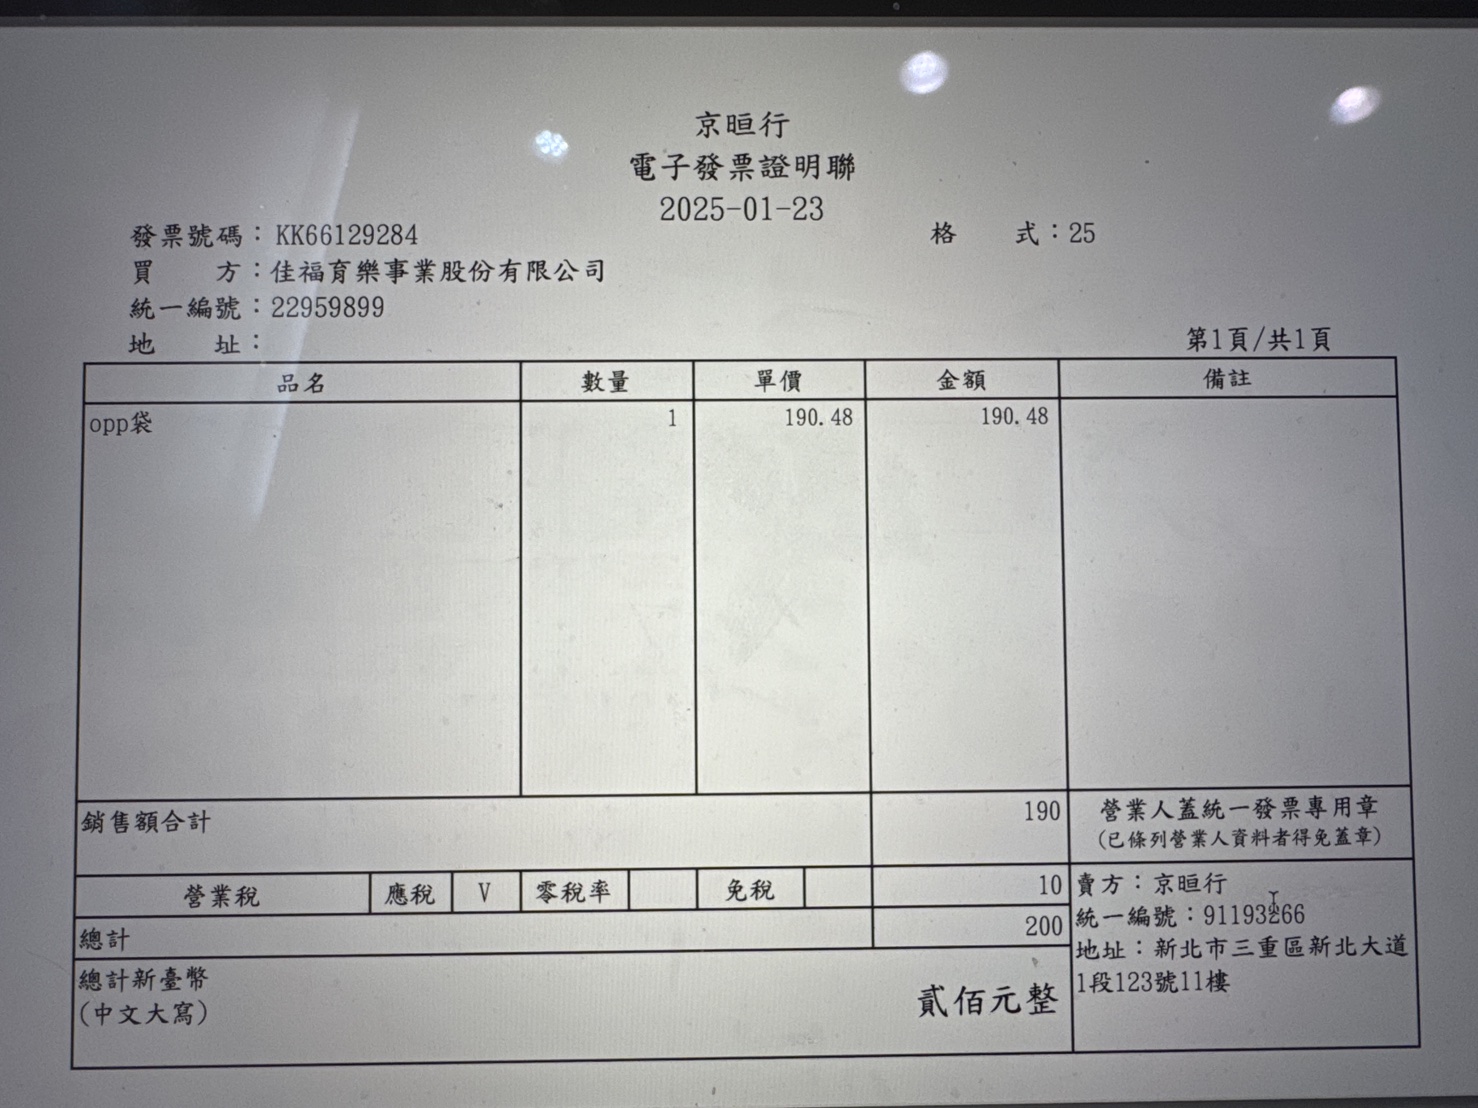 京晅行
電子發票證明聯
2025-01-23
發票號碼：KK66129284
格　式：25
買　方：佳福育樂事業股份有限公司
統一編號：22959899
地　址：
第1頁/共1頁
品名 數量 單價 金額 備註
opp袋 1 190.48 190.48
銷售額合計 190
營業人蓋統一發票專用章
(已條列營業人資料者得免蓋章)
營業稅 應稅 V 零稅率 免稅 10
總計 200
總計新臺幣
(中文大寫)
貳佰元整
賣方：京晅行
統一編號：91193266
地址：新北市三重區新北大道
1段123號11樓